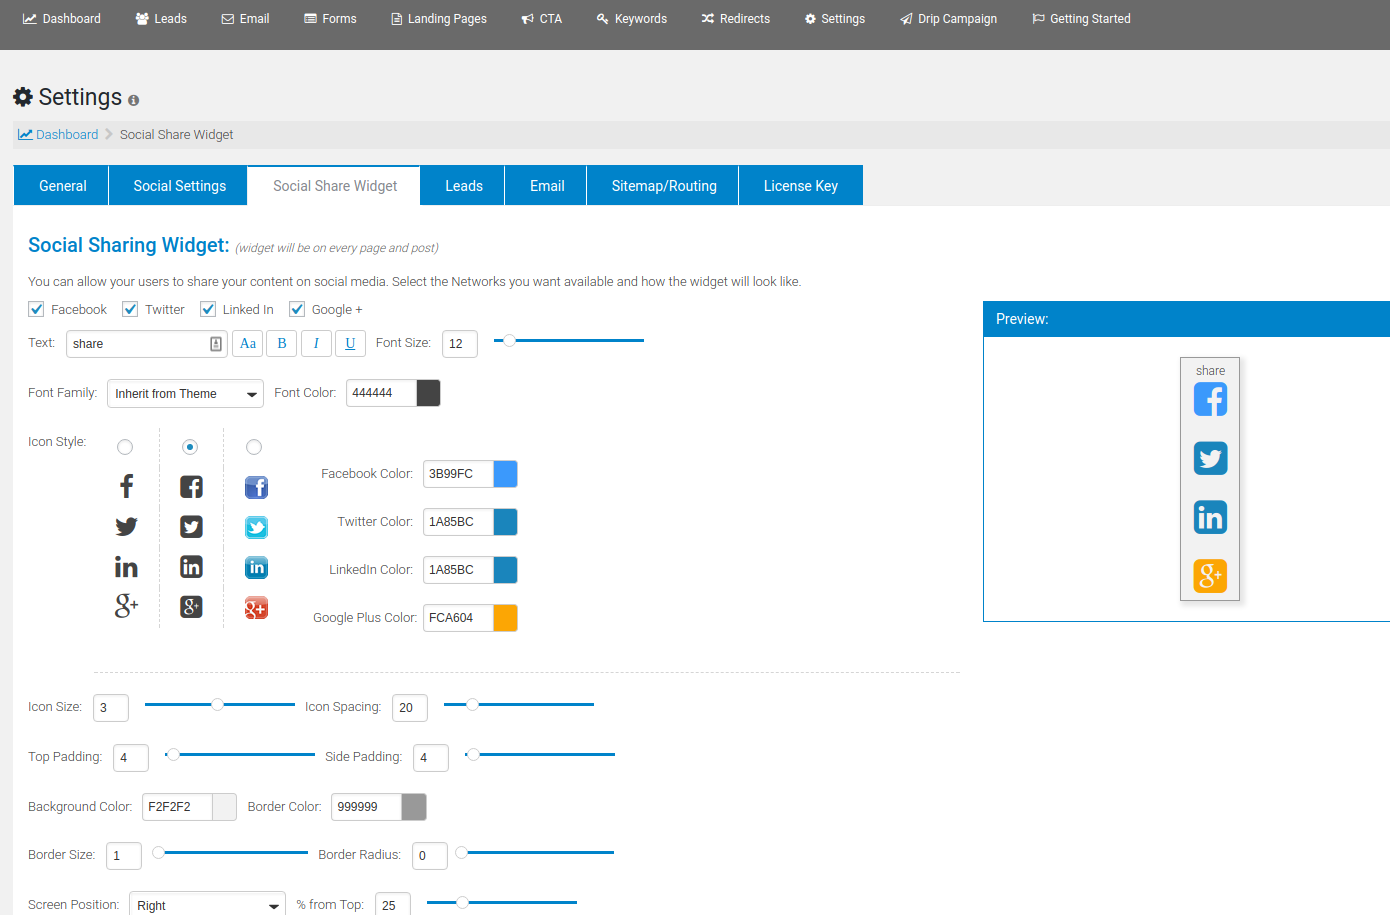 Dashboard Leads Email Forms Landing Pages CTA Keywords Redirects Settings Drip Campaign Getting Started
Settings
Dashboard Social Share Widget
General Social Settings Social Share Widget Leads Email Sitemap/Routing License Key
Social Sharing Widget: (widget will be on every page and post)
You can allow your users to share your content on social media. Select the Networks you want available and how the widget will look like.
Facebook Twitter Linked In Google +
Preview:
Text: share Aa B I U Font Size: 12
share
Font Family: Inherit from Theme Font Color: 444444
Icon Style:
Facebook Color: 3B99FC
Twitter Color: 1A85BC
LinkedIn Color: 1A85BC
Google Plus Color: FCA604
Icon Size: 3 Icon Spacing: 20
Top Padding: 4 Side Padding: 4
Background Color: F2F2F2 Border Color: 999999
Border Size: 1 Border Radius: 0
Screen Position: Right % from Top: 25